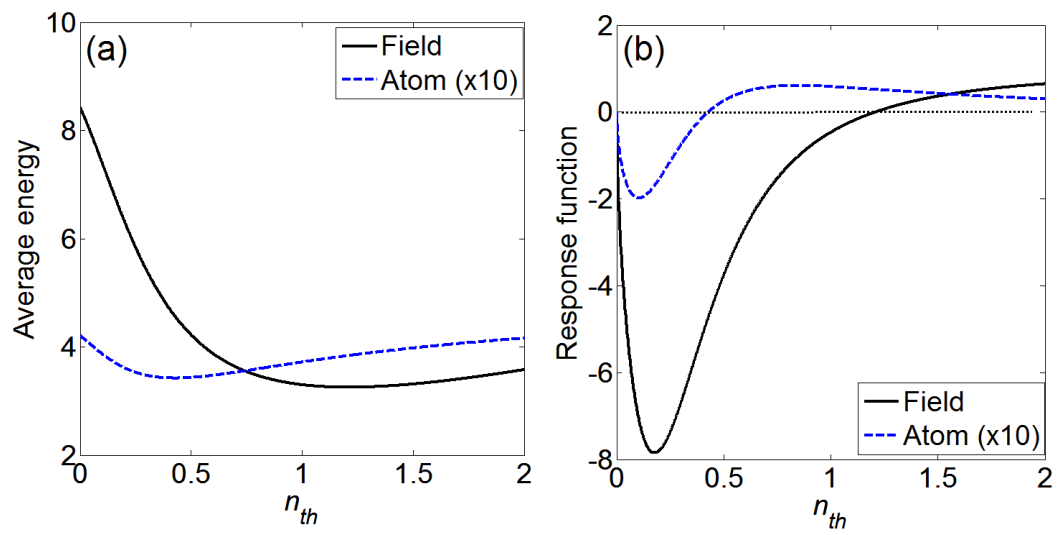 (a)
Field
Atom (x10)
Average energy
10
8
6
4
2
0
0.5
1
1.5
2
n_th
(b)
Response function
2
0
-2
-4
-6
-8
Field
Atom (x10)
0
0.5
1
1.5
2
n_th